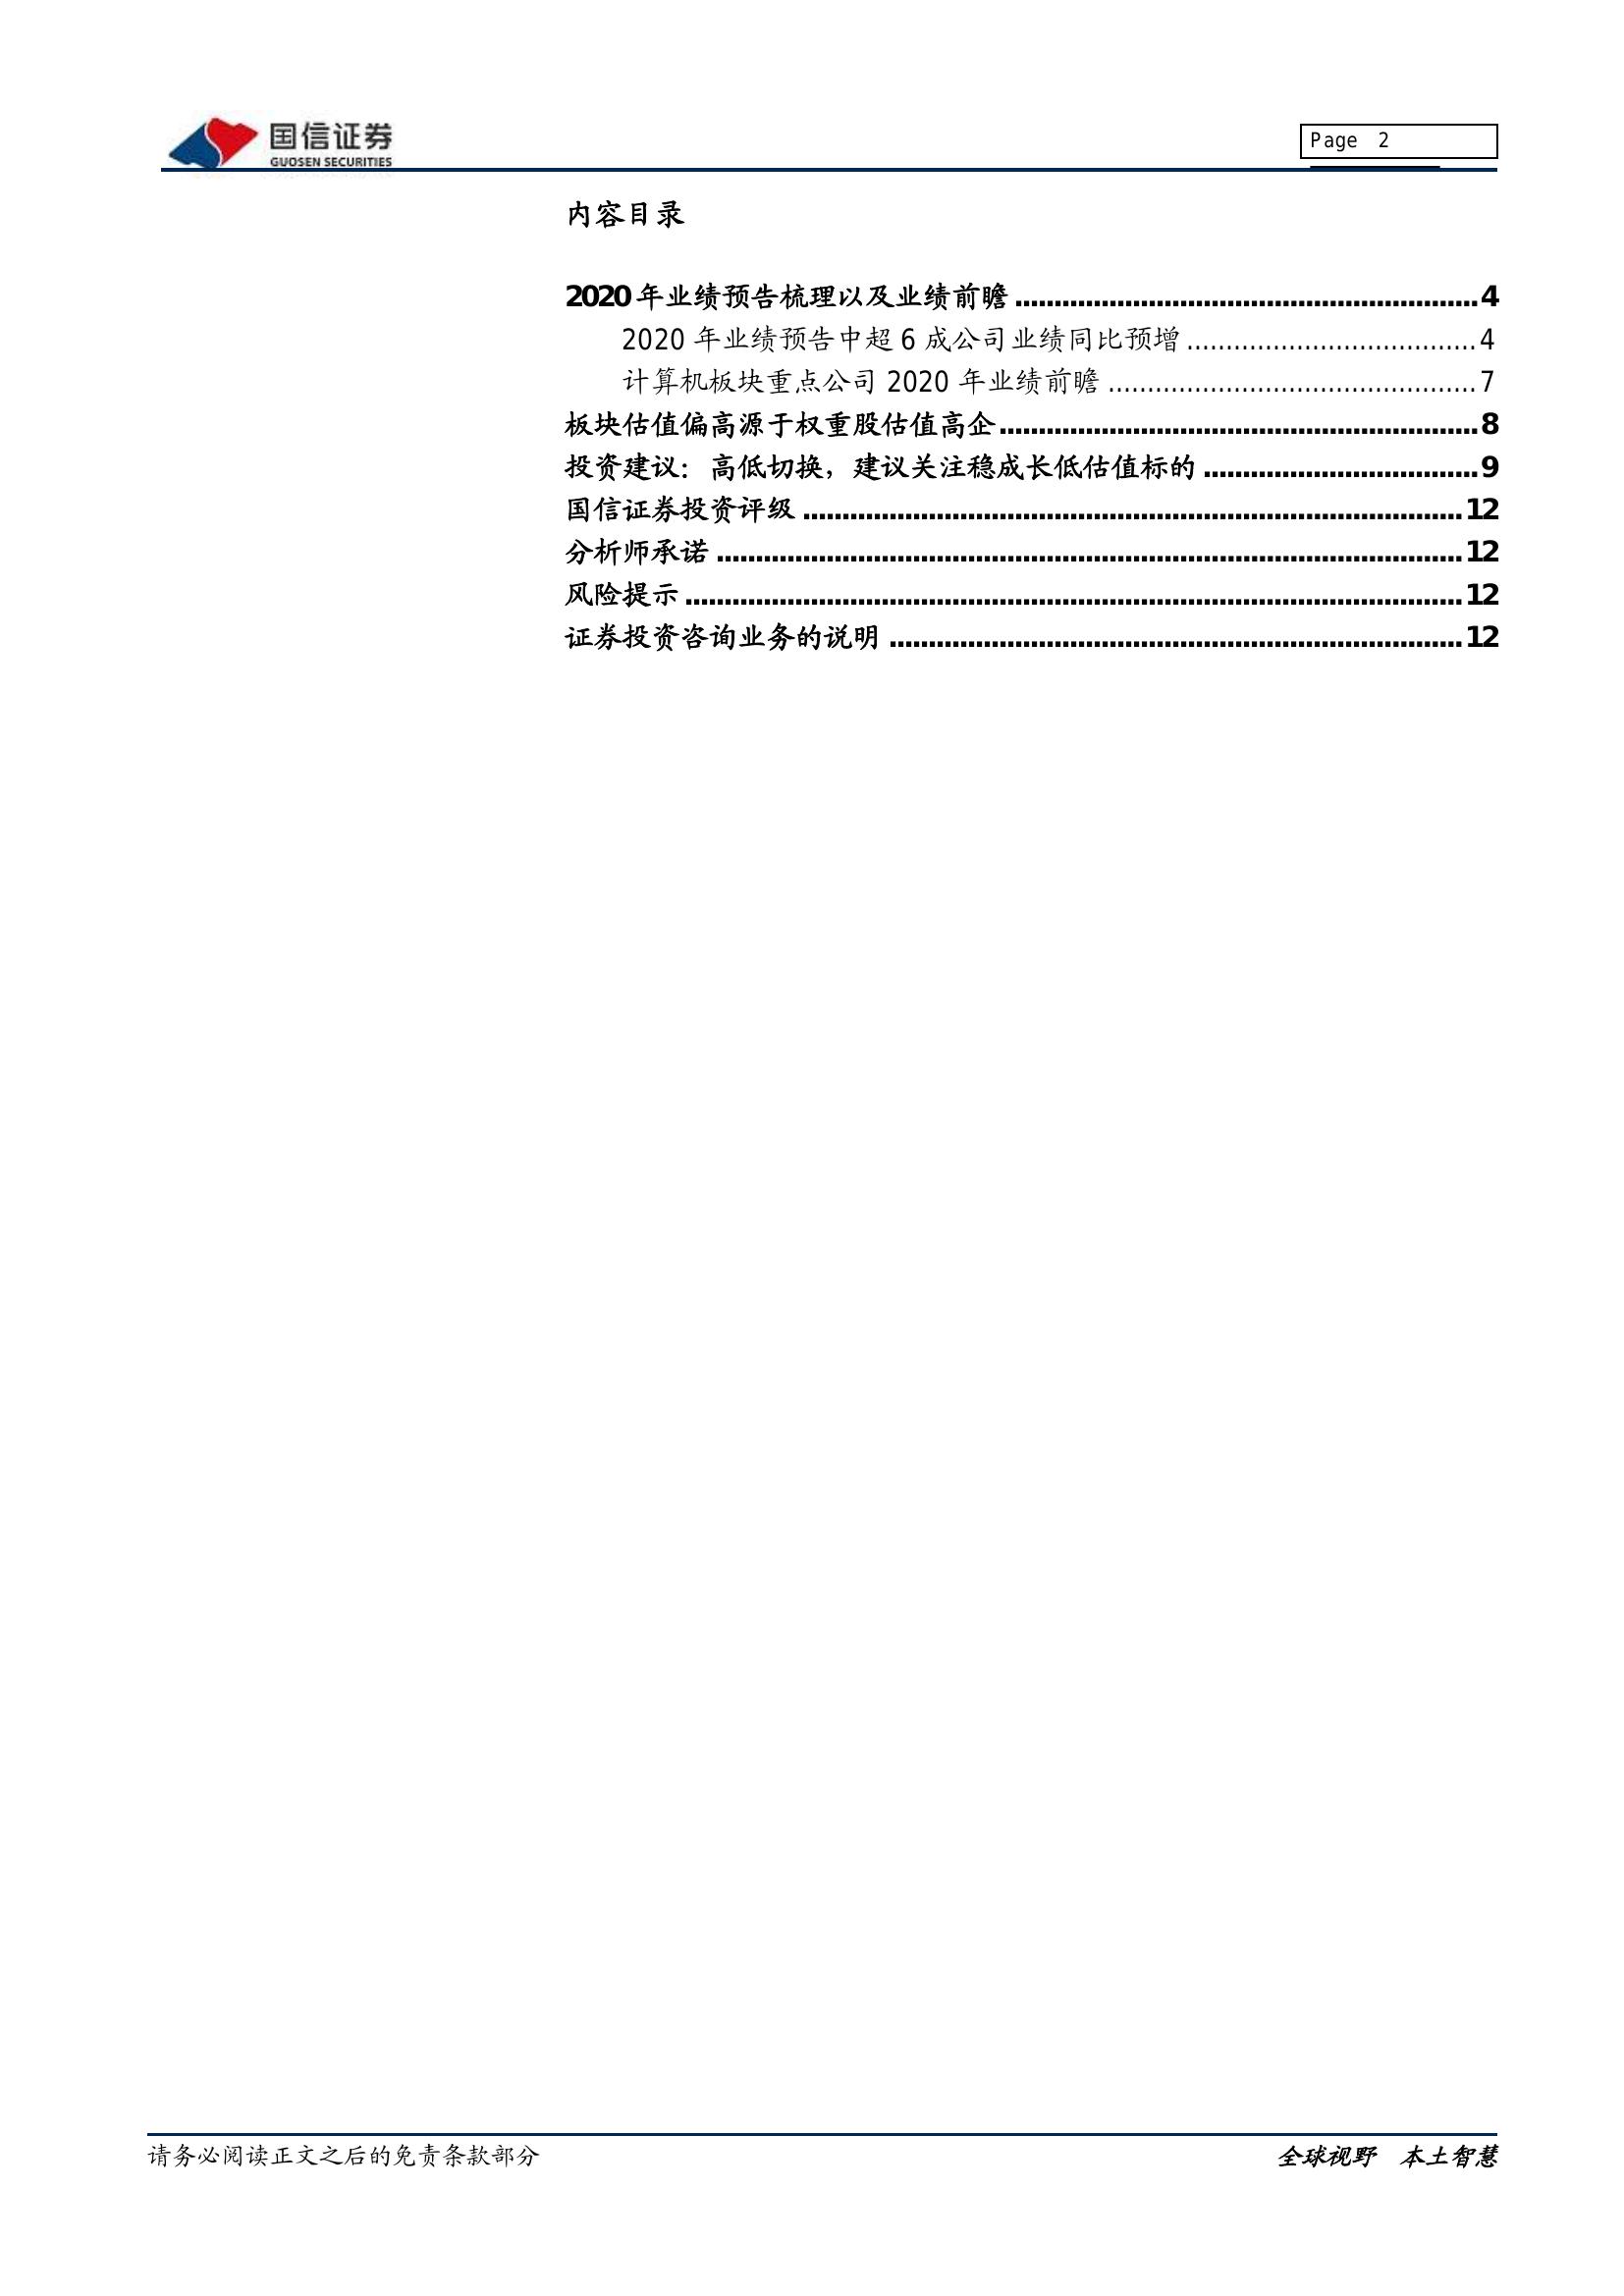 国信证券
GUOSEN SECURITIES
Page 2
内容目录
2020 年业绩预告梳理以及业绩前瞻 ........................................................... 4
2020 年业绩预告中超 6 成公司业绩同比预增 ..................................... 4
计算机板块重点公司 2020 年业绩前瞻 ............................................... 7
板块估值偏高源于权重股估值高企 ............................................................. 8
投资建议：高低切换，建议关注稳成长低估值标的 ................................... 9
国信证券投资评级 .................................................................................... 12
分析师承诺 ............................................................................................... 12
风险提示 ................................................................................................... 12
证券投资咨询业务的说明 ......................................................................... 12
请务必阅读正文之后的免责条款部分
全球视野 本土智慧